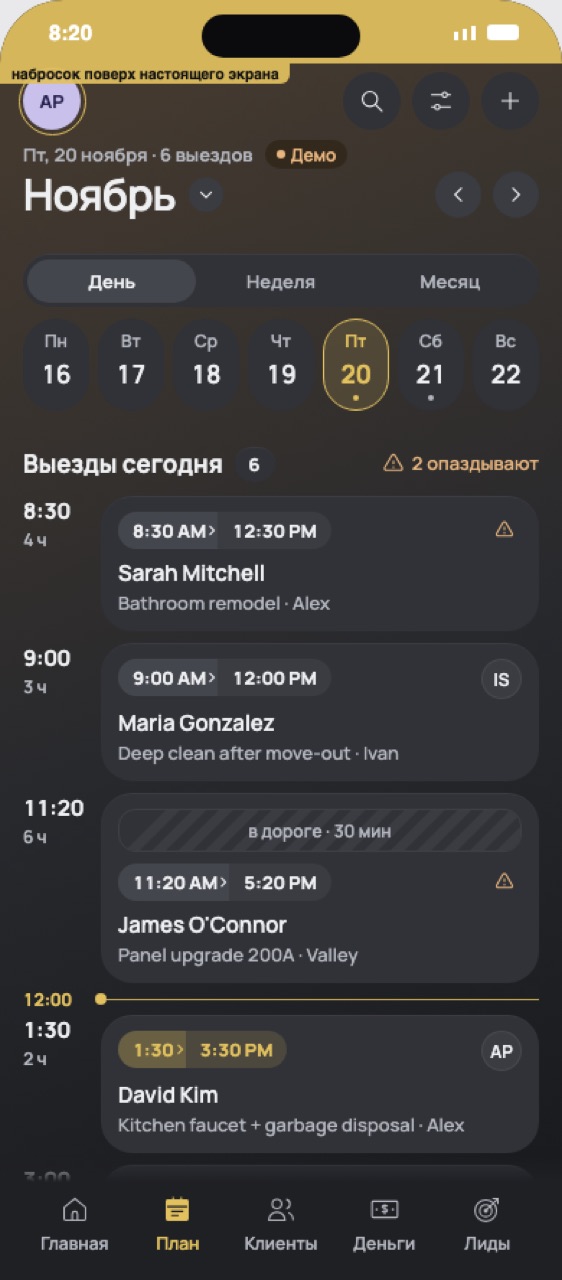 8:20
набросок поверх настоящего экрана
AP
Пт, 20 ноября · 6 выездов
Демо
Ноябрь
День Неделя Месяц
Пн Вт Ср Чт Пт Сб Вс
16 17 18 19 20 21 22
Выезды сегодня 6 2 опаздывают
8:30
4 ч
8:30 AM › 12:30 PM
Sarah Mitchell
Bathroom remodel · Alex
9:00
3 ч
9:00 AM › 12:00 PM
IS
Maria Gonzalez
Deep clean after move-out · Ivan
11:20
6 ч
в дороге · 30 мин
11:20 AM › 5:20 PM
James O'Connor
Panel upgrade 200A · Valley
12:00
1:30
2 ч
1:30 › 3:30 PM
AP
David Kim
Kitchen faucet + garbage disposal · Alex
3:00
Главная План Клиенты Деньги Лиды